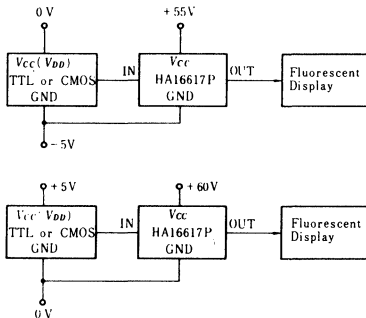 0 V
+55V
VCC(VDD)
TTL or CMOS
GND
IN
VCC
HA16617P
GND
OUT
Fluorescent
Display
-5V
+5V
+60V
VCC(VDD)
TTL or CMOS
GND
IN
VCC
HA16617P
GND
OUT
Fluorescent
Display
0 V